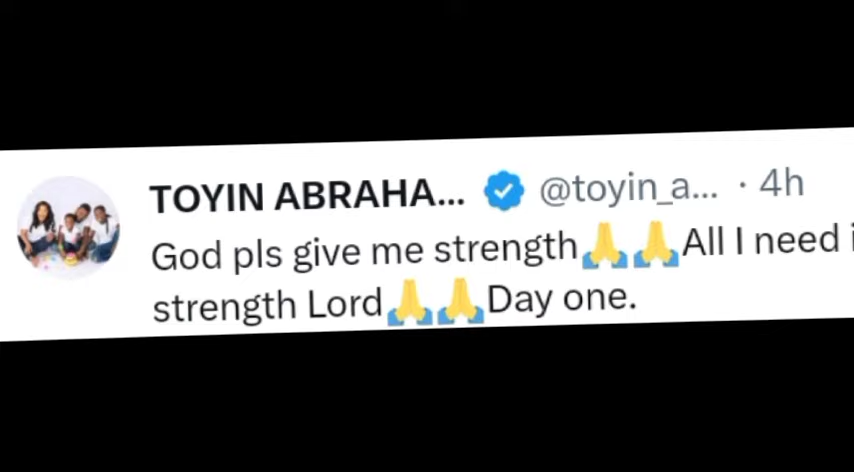 TOYIN ABRAHA... @toyin_a... · 4h
God pls give me strength🙏🙏All I need
strength Lord🙏🙏Day one.